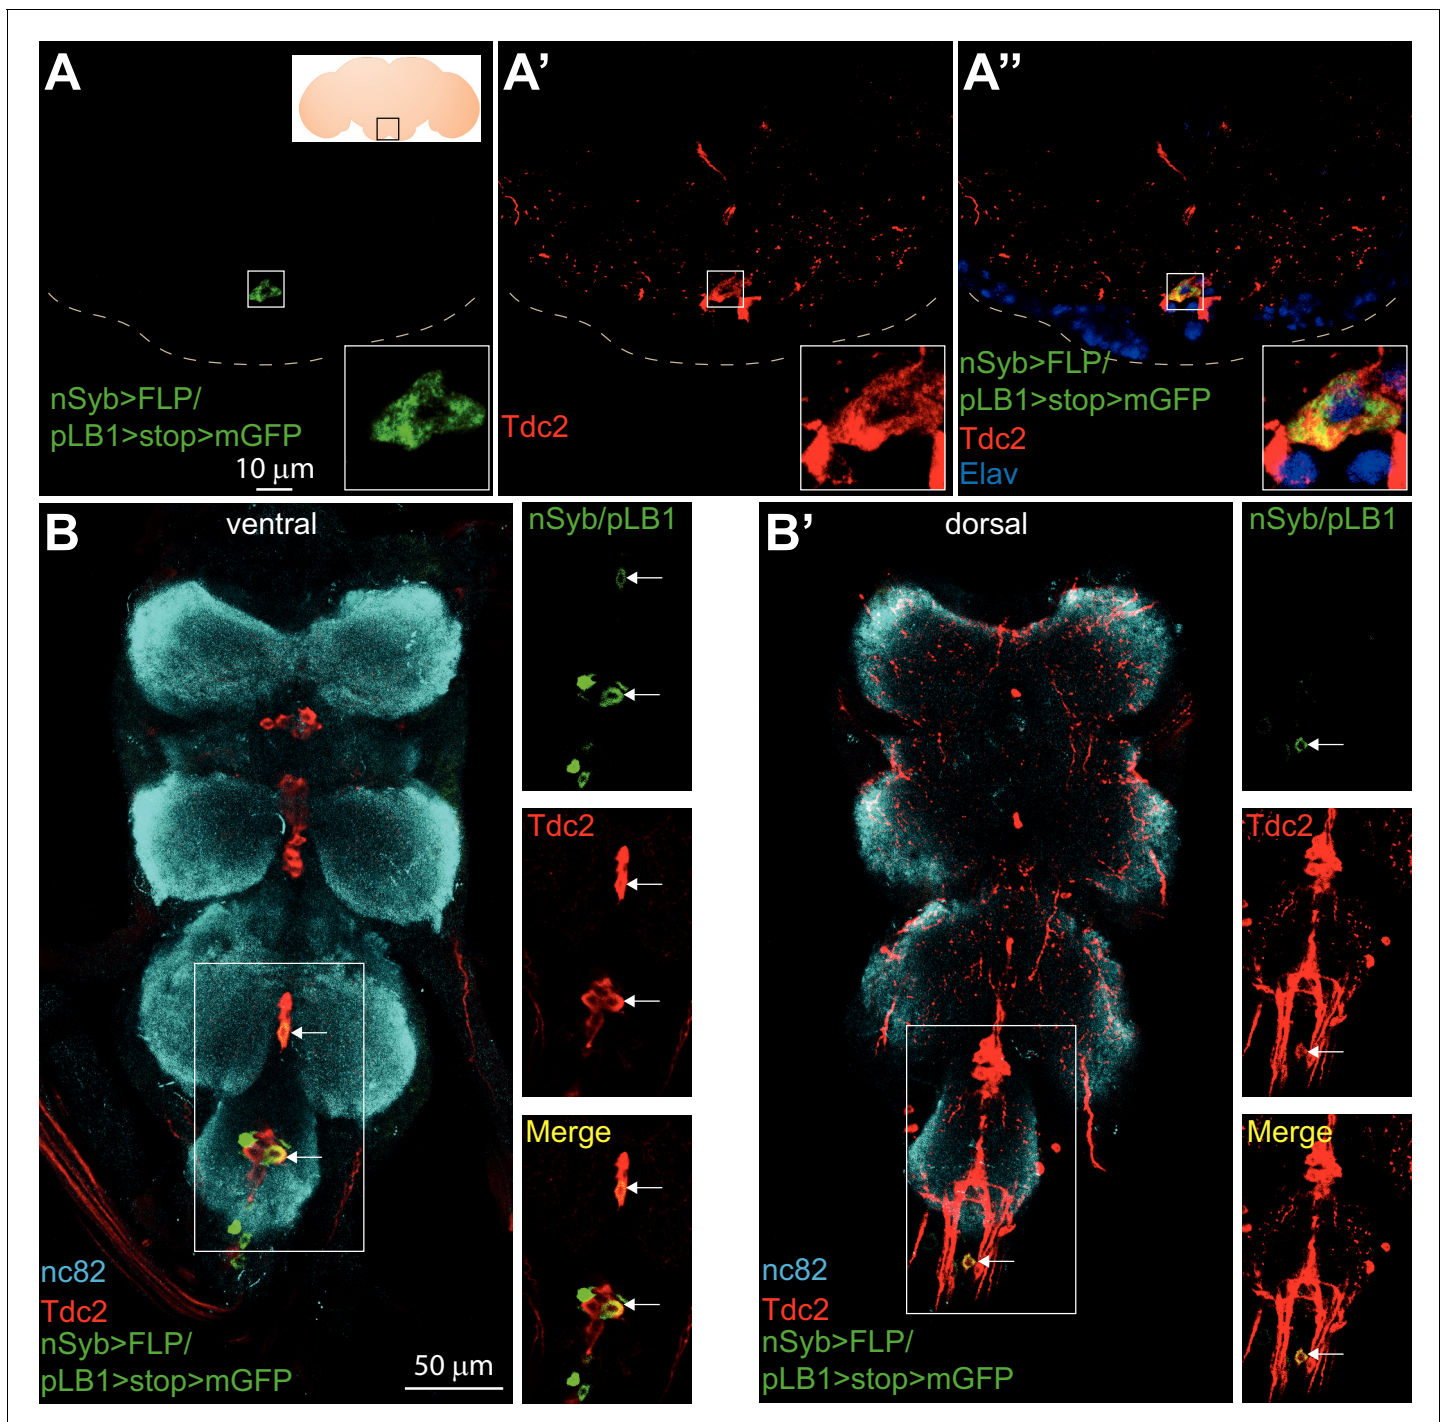 A
A’
A’’
nSyb>FLP/
pLB1>stop>mGFP
10 µm
Tdc2
nSyb>FLP/
pLB1>stop>mGFP
Tdc2
Elav
B
ventral
nSyb/pLB1
Tdc2
Merge
nc82
Tdc2
nSyb>FLP/
pLB1>stop>mGFP
50 µm
B’
dorsal
nSyb/pLB1
Tdc2
Merge
nc82
Tdc2
nSyb>FLP/
pLB1>stop>mGFP